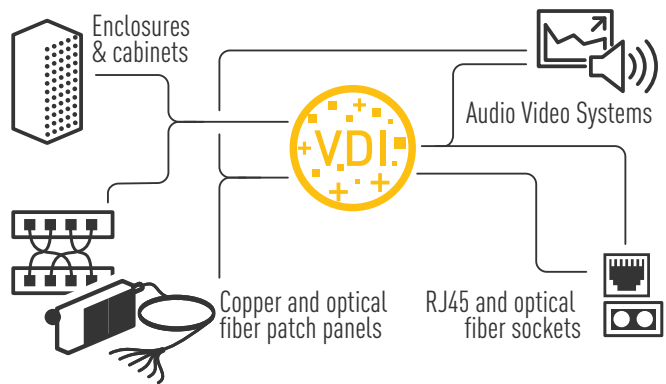 Enclosures
& cabinets
Audio Video Systems
VDI
Copper and optical
fiber patch panels
RJ45 and optical
fiber sockets